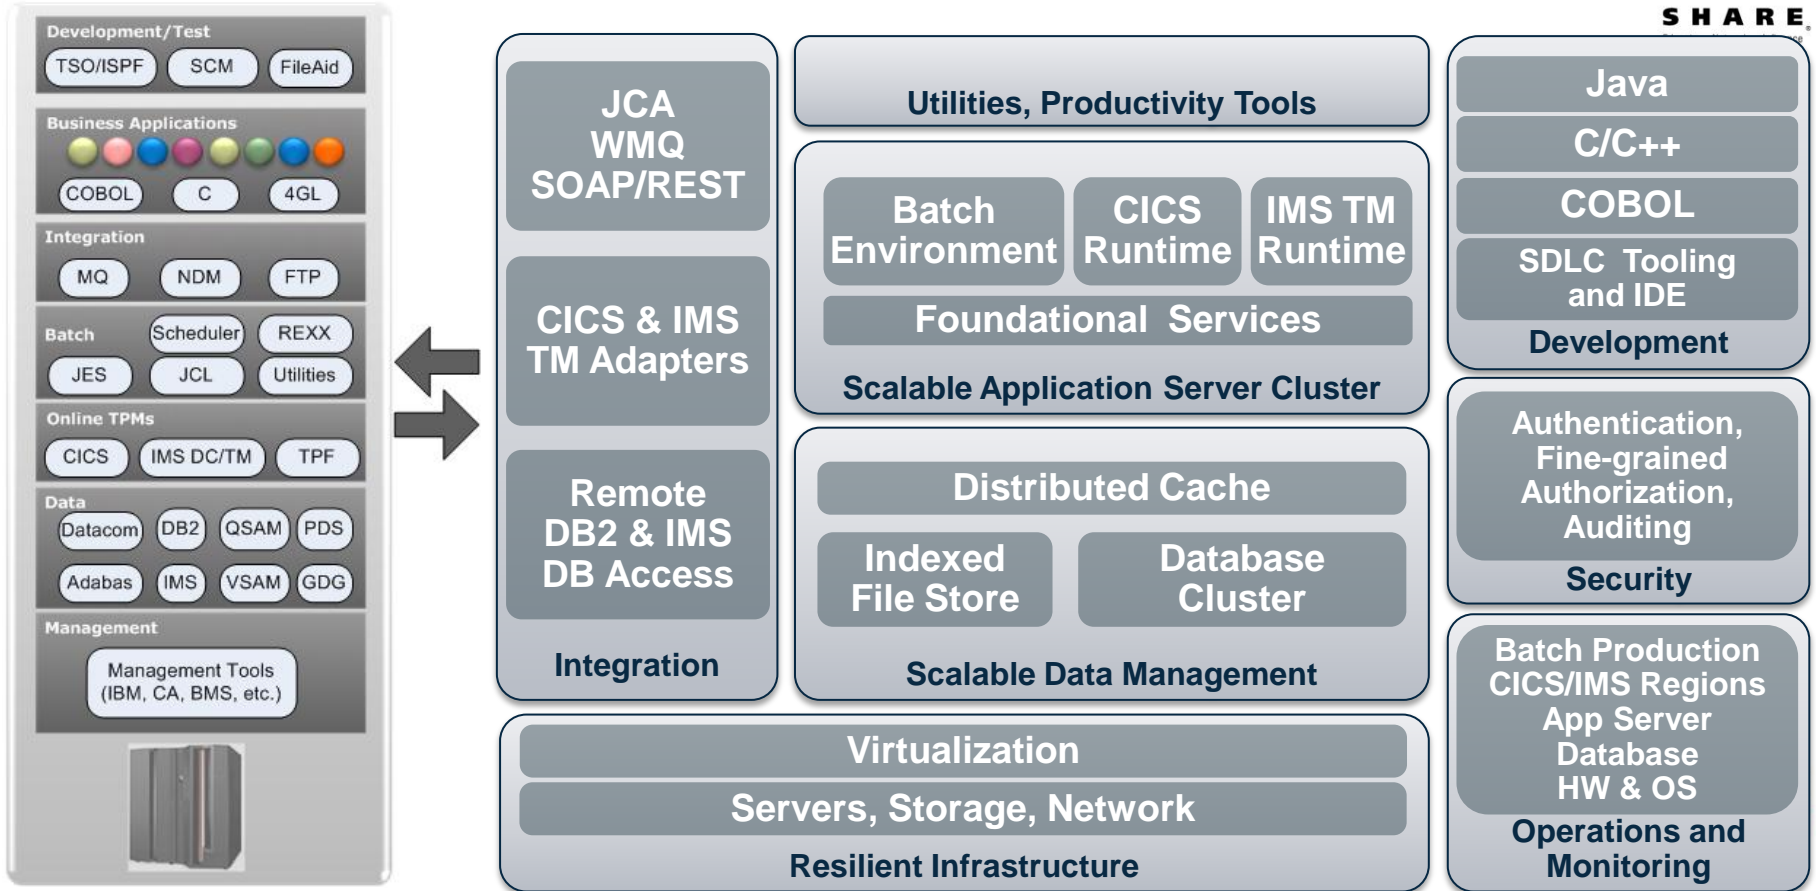 SHARE
Development/Test
TSO/ISPF SCM FileAid
Business Applications
COBOL C 4GL
Integration
MQ NDM FTP
Batch Scheduler REXX
JES JCL Utilities
Online TPMs
CICS IMS DC/TM TPF
Data
Datacom DB2 QSAM PDS
Adabas IMS VSAM GDG
Management
Management Tools
(IBM, CA, BMS, etc.)
JCA
WMQ
SOAP/REST
CICS & IMS
TM Adapters
Remote
DB2 & IMS
DB Access
Integration
Utilities, Productivity Tools
Batch
Environment
CICS
Runtime
IMS TM
Runtime
Foundational Services
Scalable Application Server Cluster
Distributed Cache
Indexed
File Store
Database
Cluster
Scalable Data Management
Virtualization
Servers, Storage, Network
Resilient Infrastructure
Java
C/C++
COBOL
SDLC Tooling
and IDE
Development
Authentication,
Fine-grained
Authorization,
Auditing
Security
Batch Production
CICS/IMS Regions
App Server
Database
HW & OS
Operations and
Monitoring